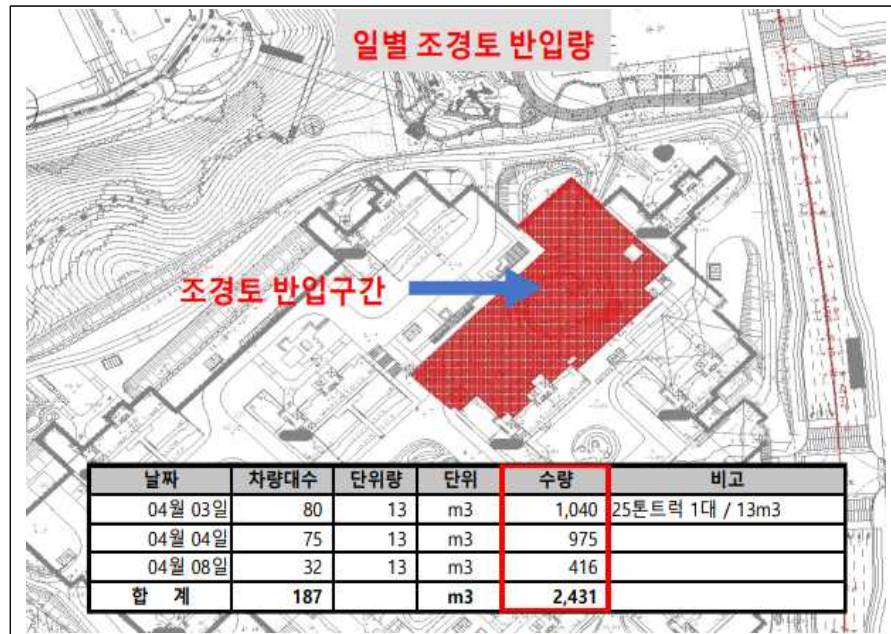 일별 조경토 반입량
조경토 반입구간
날짜 차량대수 단위량 단위 수량 비고
04월 03일 80 13 m3 1,040 25톤트럭 1대 / 13m3
04월 04일 75 13 m3 975
04월 08일 32 13 m3 416
합 계 187 m3 2,431